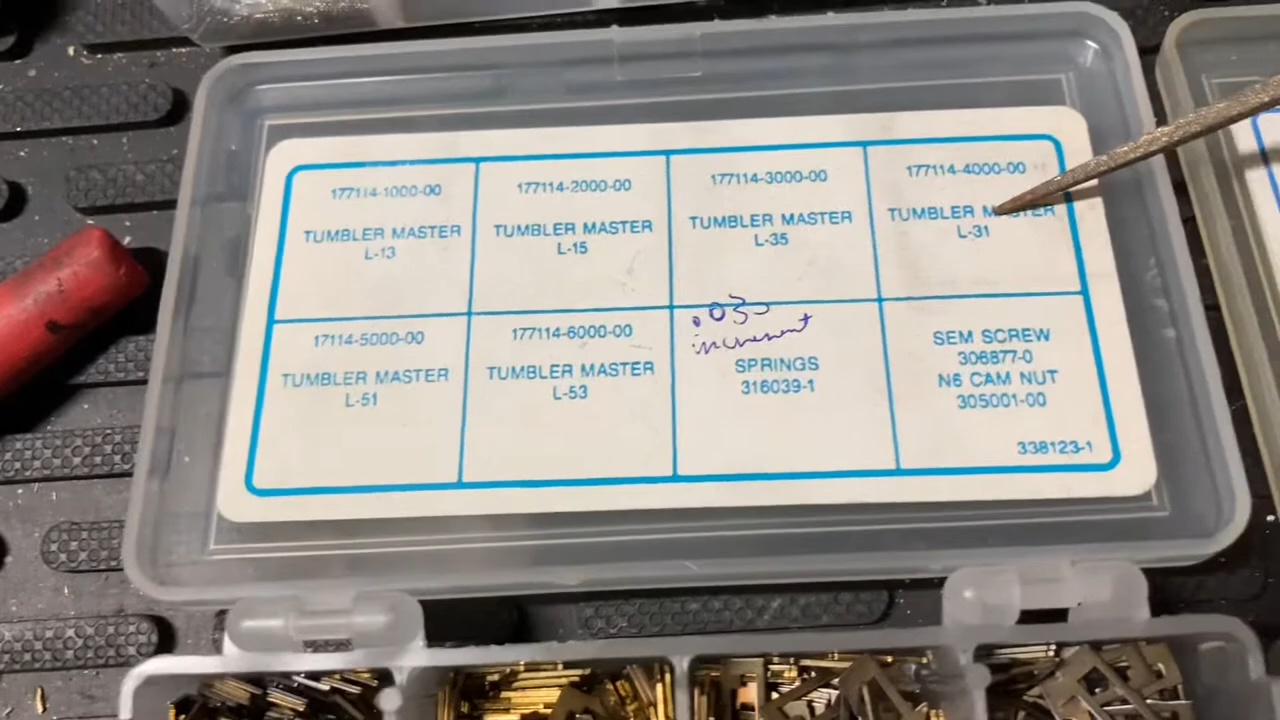 177114-1000-00
TUMBLER MASTER
L-13
177114-2000-00
TUMBLER MASTER
L-15
177114-3000-00
TUMBLER MASTER
L-35
177114-4000-00
TUMBLER MASTER
L-31
17114-5000-00
TUMBLER MASTER
L-51
177114-6000-00
TUMBLER MASTER
L-53
.035
increment
SPRINGS
316039-1
SEM SCREW
306877-0
N6 CAM NUT
305001-00
338123-1